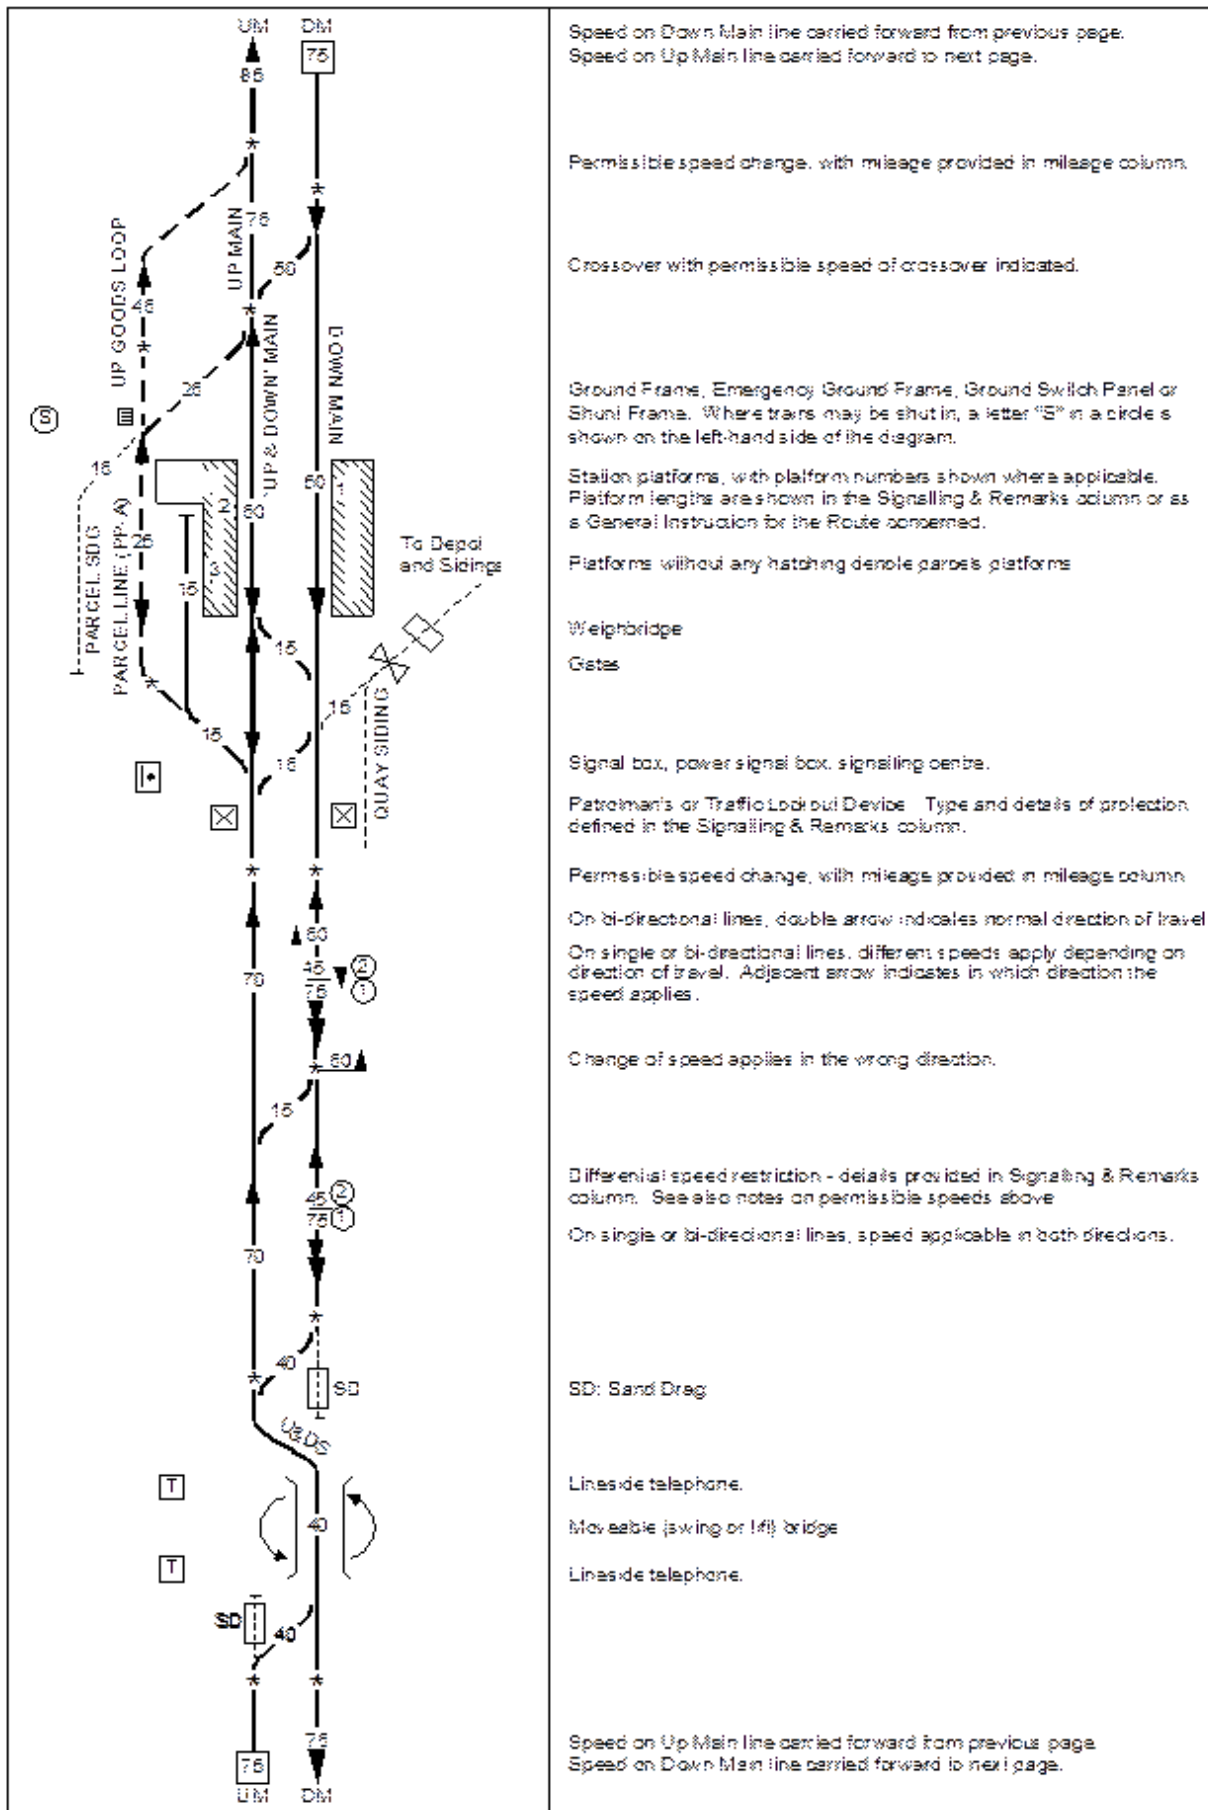 UM
DM
Speed on Down Main line carried forward from previous page.
Speed on Up Main line carried forward to next page.
75
85
Permissible speed change, with mileage provided in mileage column.
75
UP MAIN
UP GOODS LOOP
50
Crossover with permissible speed of crossover indicated.
45
'UP & DOWN' MAIN
DOWN MAIN
25
Ground Frame, Emergency Ground Frame, Ground Switch Panel or
Shunt Frame. Where trains may be shut in, a letter "S" in a circle is
shown on the left-hand side of the diagram.
S
15
Station platforms, with platform numbers shown where applicable.
Platform lengths are shown in the Signalling & Remarks column or as
a General Instruction for the Route concerned.
2
1
3
50
PARCEL SDG
PARCEL LINE (PP-A)
25
15
To Depot
and Sidings
Platforms without any hatching denote parcels platforms
Weighbridge
15
Gates
15
QUAY SIDING
15
15
Signal box, power signal box, signalling centre.
Patrolman's or Traffic Lockout Device Type and details of protection
defined in the Signalling & Remarks column.
Permissible speed change, with mileage provided in mileage column
On bi-directional lines, double arrow indicates normal direction of travel
70
45
75
2
1
On single or bi-directional lines, different speeds apply depending on
direction of travel. Adjacent arrow indicates in which direction the
speed applies.
Change of speed applies in the wrong direction.
15
45
75
2
1
Differential speed restriction - details provided in Signalling & Remarks
column. See also notes on permissible speeds above
On single or bi-directional lines, speed applicable in both directions.
70
40
SD
SD: Sand Drag
U&DS
T
Lineside telephone.
40
Moveable (swing or lift) bridge
T
Lineside telephone.
SD
40
75
75
Speed on Up Main line carried forward from previous page
Speed on Down Main line carried forward to next page.
UM
DM